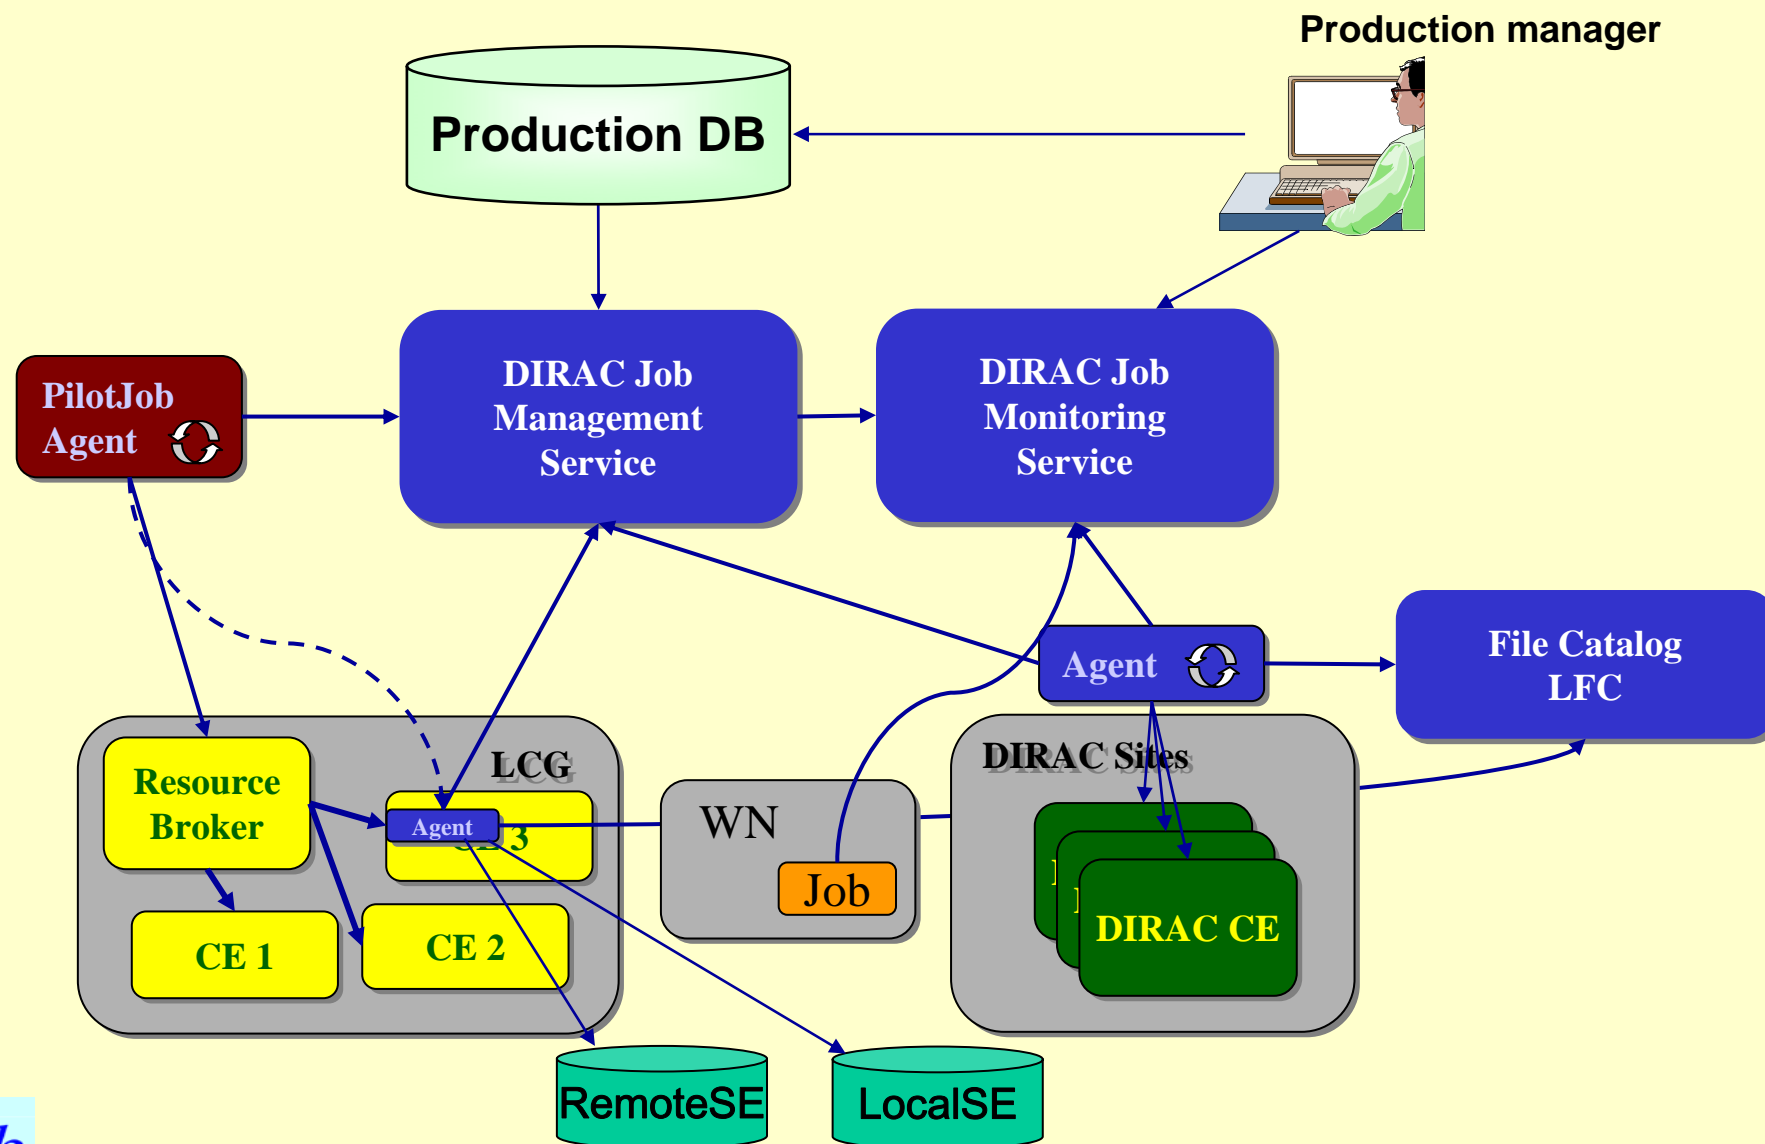 Production manager
Production DB
DIRAC Job
Management
Service
DIRAC Job
Monitoring
Service
PilotJob
Agent
Agent
File Catalog
LFC
LCG
Resource
Broker
Agent
3
CE 1
CE 2
WN
Job
DIRAC Sites
DIRAC CE
RemoteSE
LocalSE